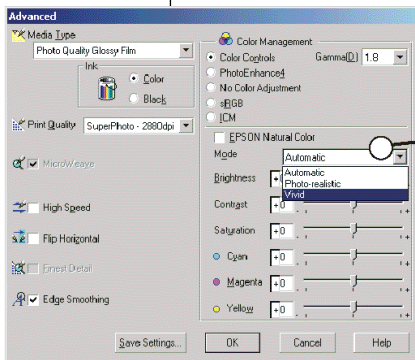 Advanced
Media Type
Photo Quality Glossy Film
Ink
Color
Black
Print Quality
SuperPhoto - 2880dpi
MicroWeave
High Speed
Flip Horizontal
Finest Detail
Edge Smoothing
Save Settings...
Color Management
Color Controls
Gamma(D) 1.8
PhotoEnhance4
No Color Adjustment
sRGB
ICM
EPSON Natural Color
Mode
Automatic
Automatic
Photo-realistic
Vivid
Brightness
Contrast +0 - +
Saturation +0 - +
Cyan +0 - +
Magenta +0 - +
Yellow +0 - +
OK Cancel Help